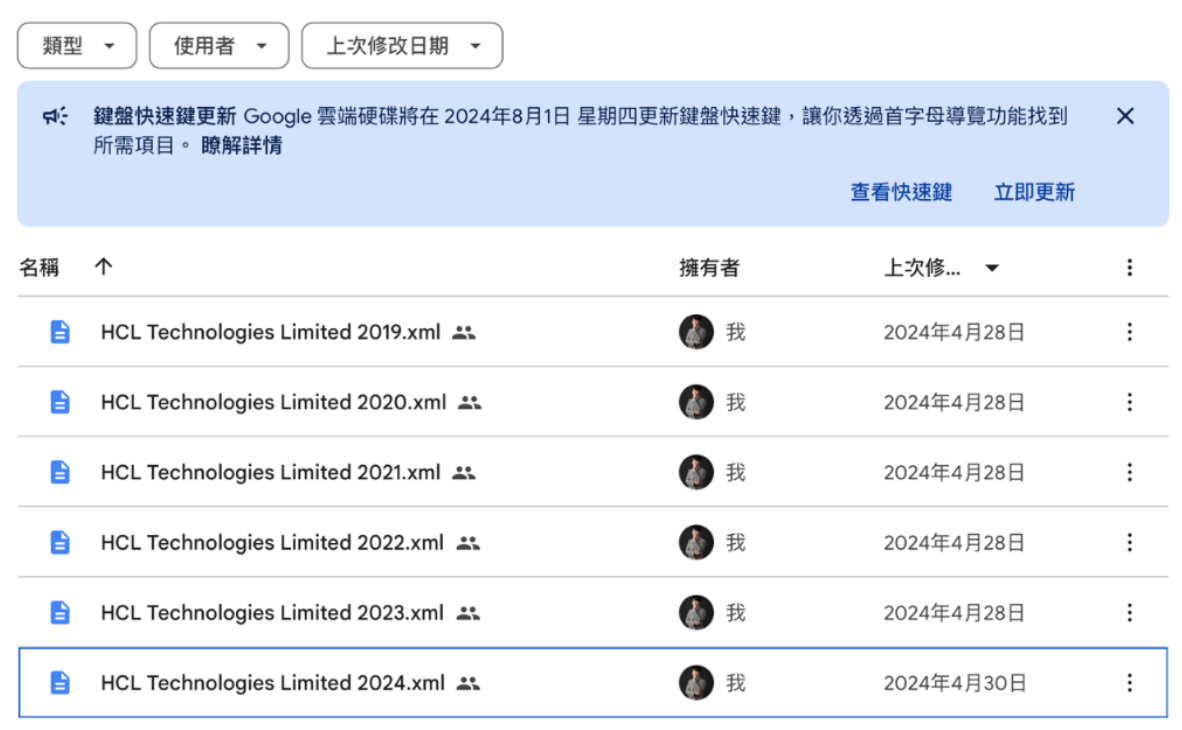 類型 使用者 上次修改日期
鍵盤快速鍵更新 Google 雲端硬碟將在 2024年8月1日 星期四更新鍵盤快速鍵，讓你透過首字母導覽功能找到
所需項目。 瞭解詳情
查看快速鍵 立即更新
名稱 擁有者 上次修...
HCL Technologies Limited 2019.xml 我 2024年4月28日
HCL Technologies Limited 2020.xml 我 2024年4月28日
HCL Technologies Limited 2021.xml 我 2024年4月28日
HCL Technologies Limited 2022.xml 我 2024年4月28日
HCL Technologies Limited 2023.xml 我 2024年4月28日
HCL Technologies Limited 2024.xml 我 2024年4月30日